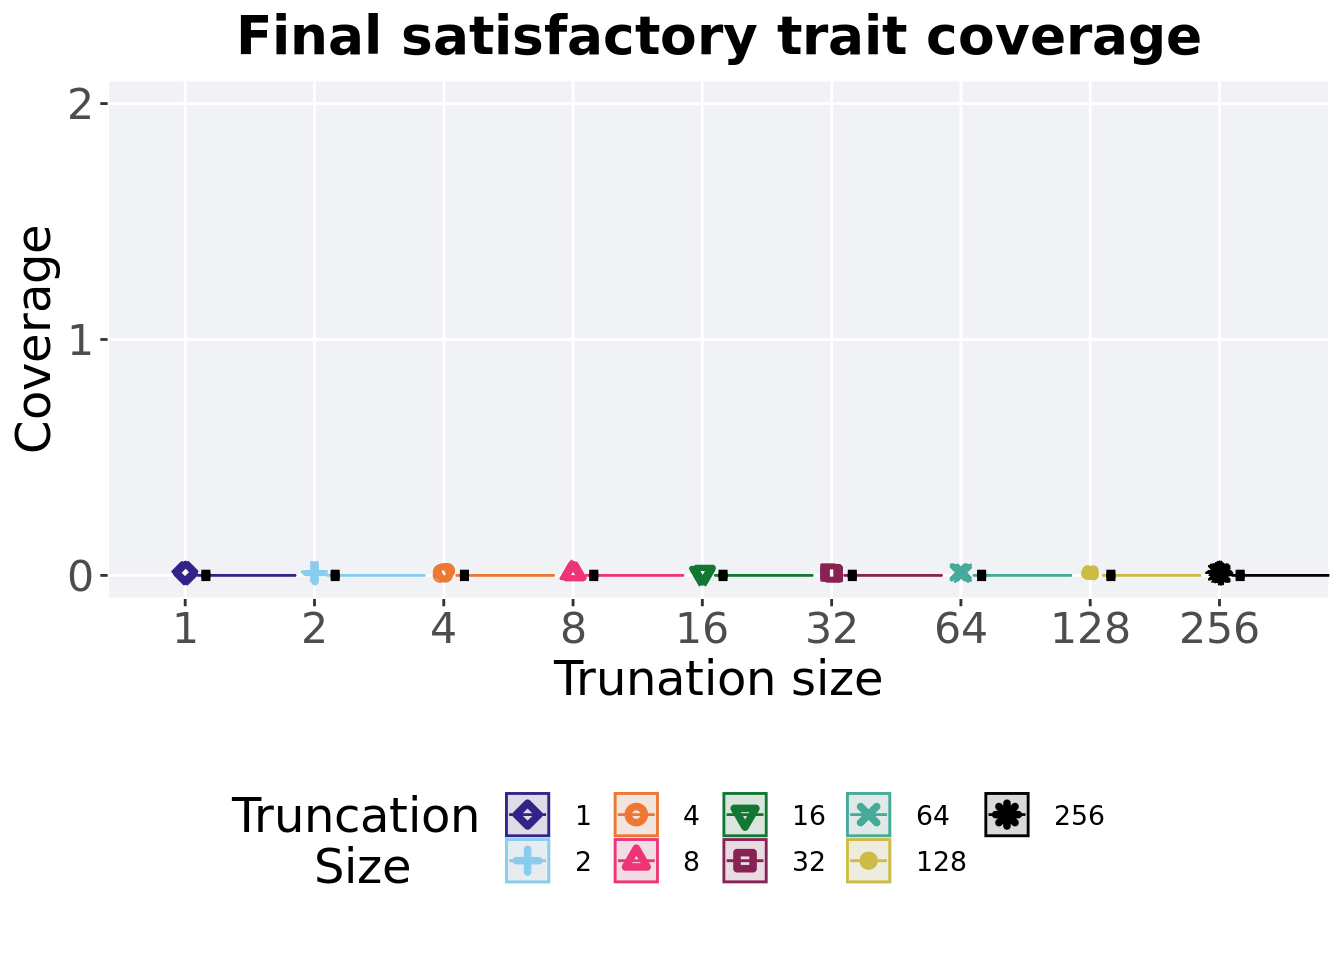 Final satisfactory trait coverage
2
1
0
Coverage
1 2 4 8 16 32 64 128 256
Trunation size
Truncation
Size
1 4 16 64 256
2 8 32 128